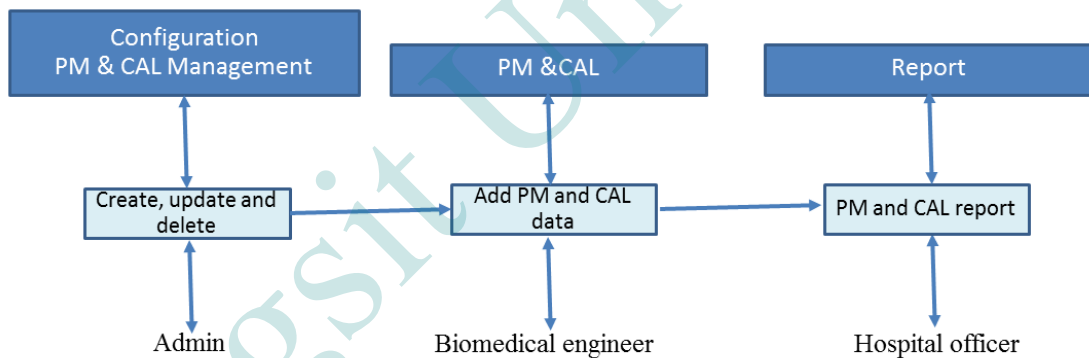 Configuration
PM & CAL Management
PM &CAL
Report
Create, update and
delete
Add PM and CAL
data
PM and CAL report
Admin
Biomedical engineer
Hospital officer